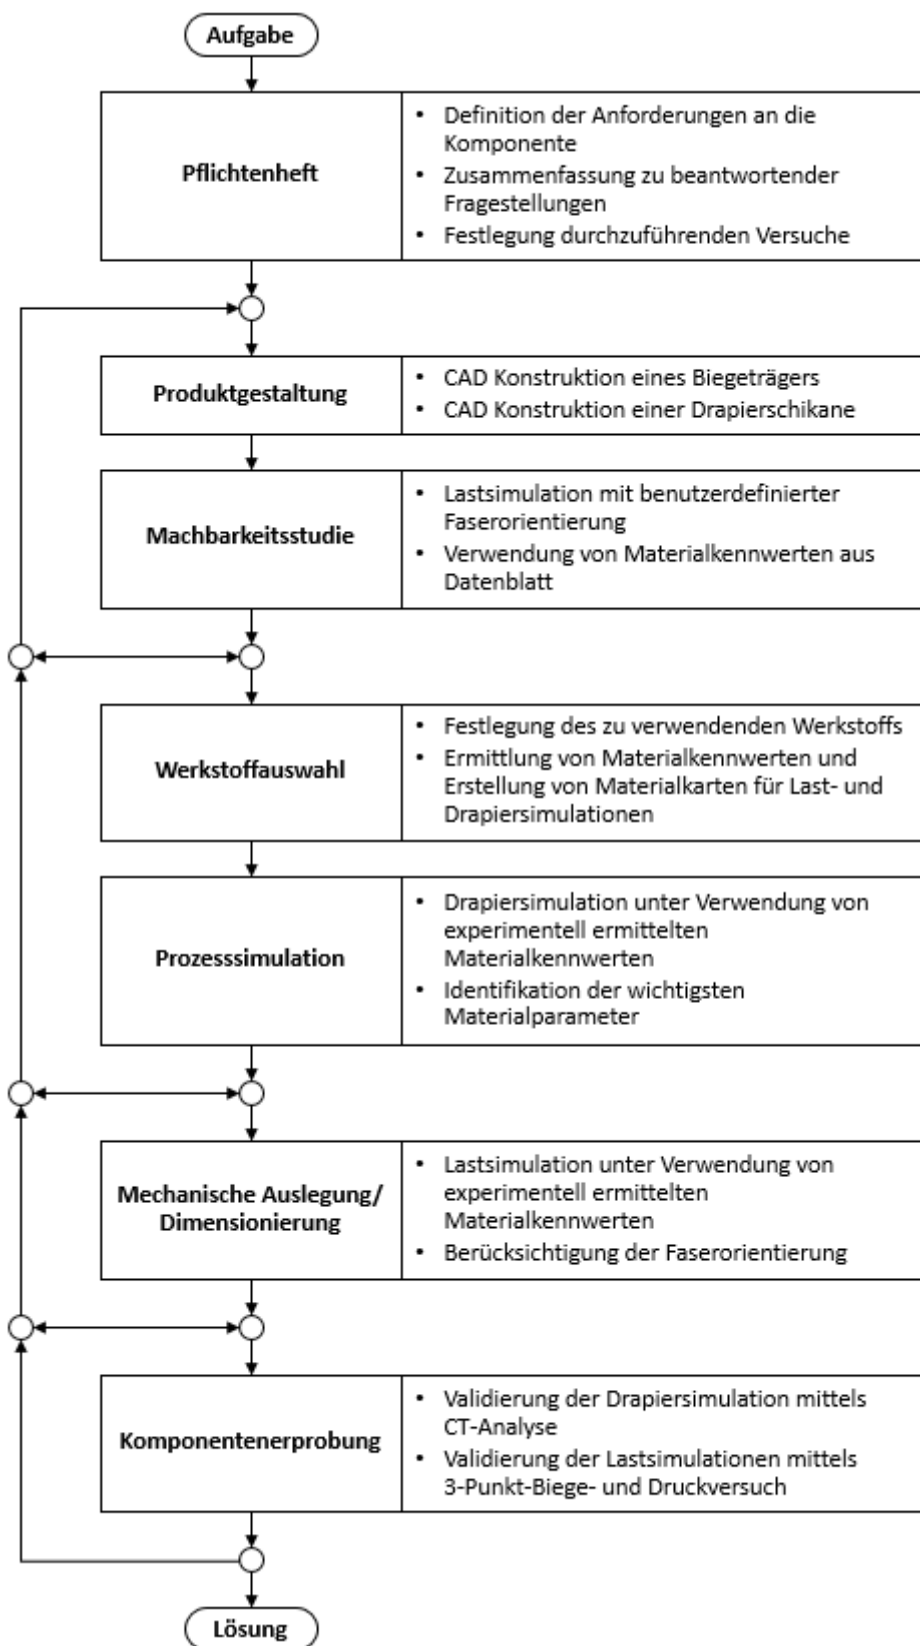 Aufgabe
Pflichtenheft
• Definition der Anforderungen an die
Komponente
• Zusammenfassung zu beantwortender
Fragestellungen
• Festlegung durchzuführenden Versuche
Produktgestaltung
• CAD Konstruktion eines Biegeträgers
• CAD Konstruktion einer Drapierschikane
Machbarkeitsstudie
• Lastsimulation mit benutzerdefinierter
Faserorientierung
• Verwendung von Materialkennwerten aus
Datenblatt
Werkstoffauswahl
• Festlegung des zu verwendenden Werkstoffs
• Ermittlung von Materialkennwerten und
Erstellung von Materialkarten für Last- und
Drapiersimulationen
Prozesssimulation
• Drapiersimulation unter Verwendung von
experimentell ermittelten
Materialkennwerten
• Identifikation der wichtigsten
Materialparameter
Mechanische Auslegung/
Dimensionierung
• Lastsimulation unter Verwendung von
experimentell ermittelten
Materialkennwerten
• Berücksichtigung der Faserorientierung
Komponentenerprobung
• Validierung der Drapiersimulation mittels
CT-Analyse
• Validierung der Lastsimulationen mittels
3-Punkt-Biege- und Druckversuch
Lösung